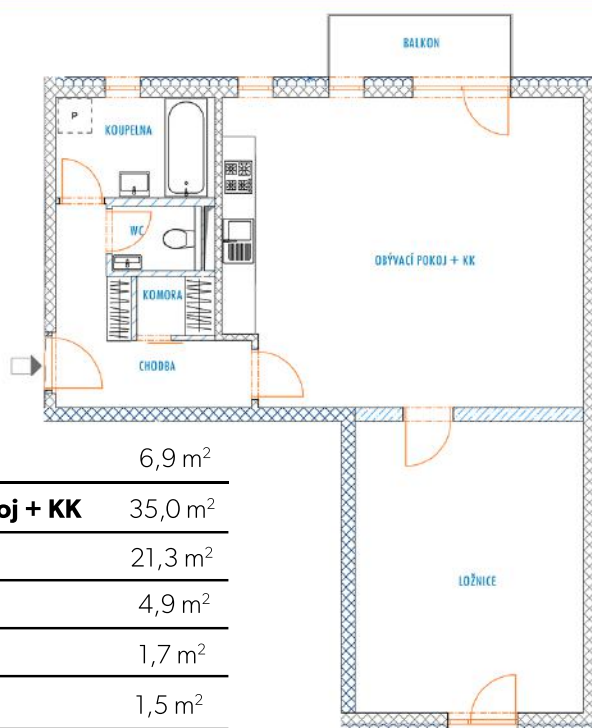 BALKON
P
KOUPELNA
WC
OBÝVACÍ POKOJ + KK
KOMORA
CHODBA
6,9 m²
oj + KK 35,0 m²
21,3 m²
4,9 m²
LOŽNICE
1,7 m²
1,5 m²